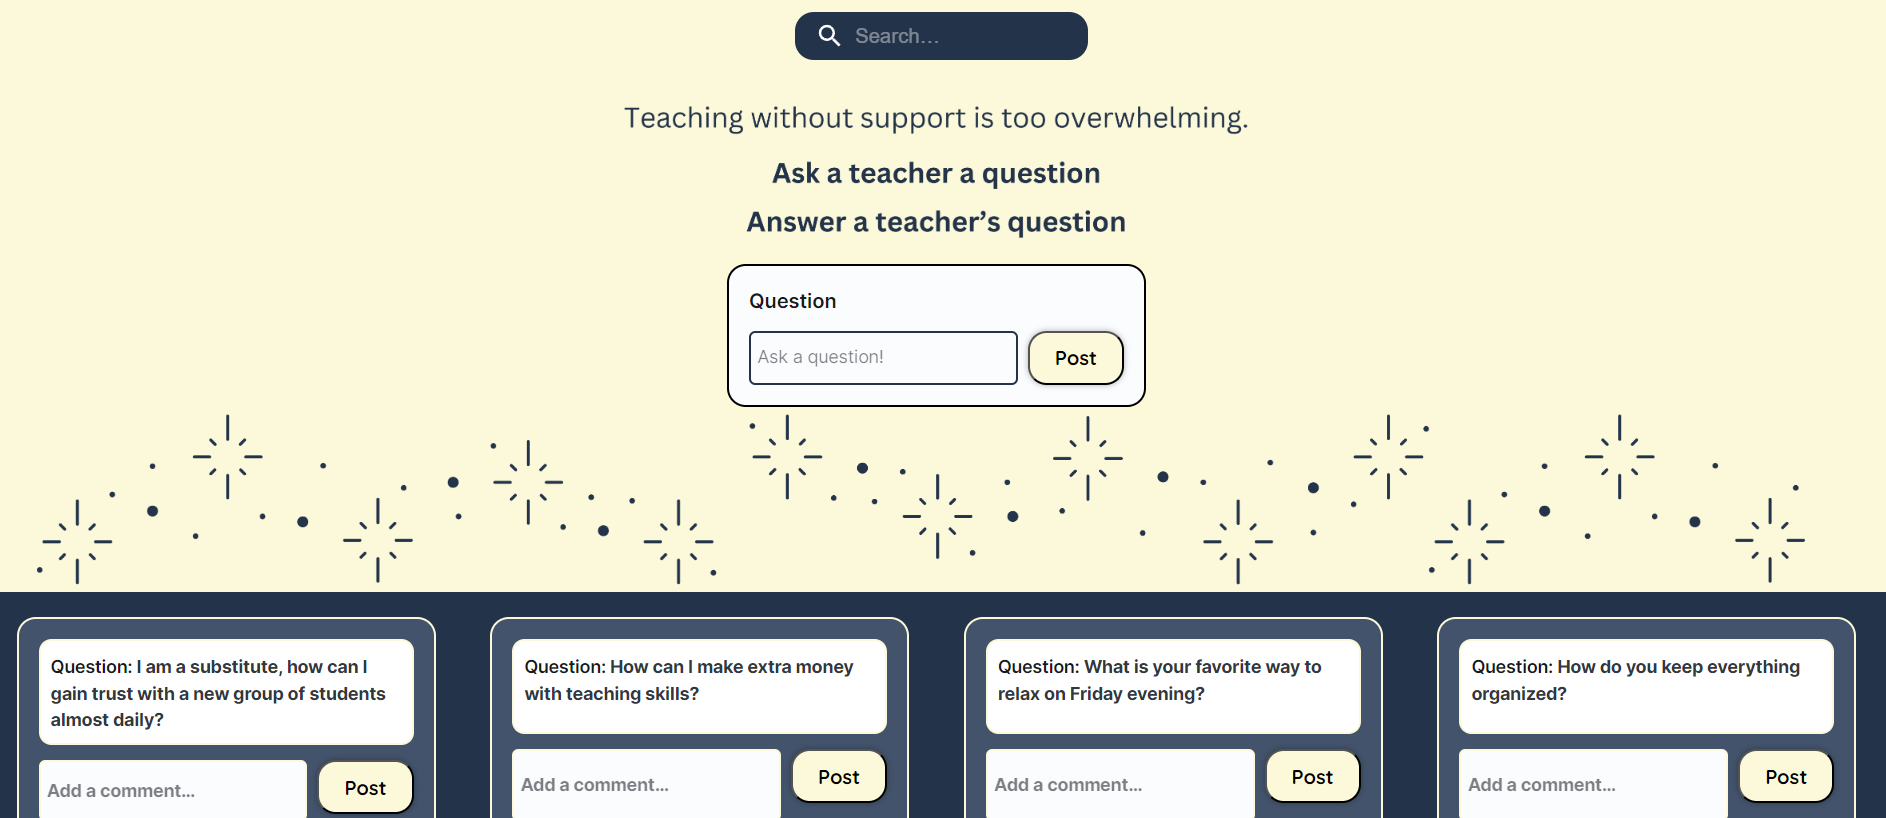 Search...
Teaching without support is too overwhelming.
Ask a teacher a question
Answer a teacher’s question
Question
Ask a question!
Post
Question: I am a substitute, how can I
gain trust with a new group of students
almost daily?
Add a comment...
Post
Question: How can I make extra money
with teaching skills?
Add a comment...
Post
Question: What is your favorite way to
relax on Friday evening?
Add a comment...
Post
Question: How do you keep everything
organized?
Add a comment...
Post